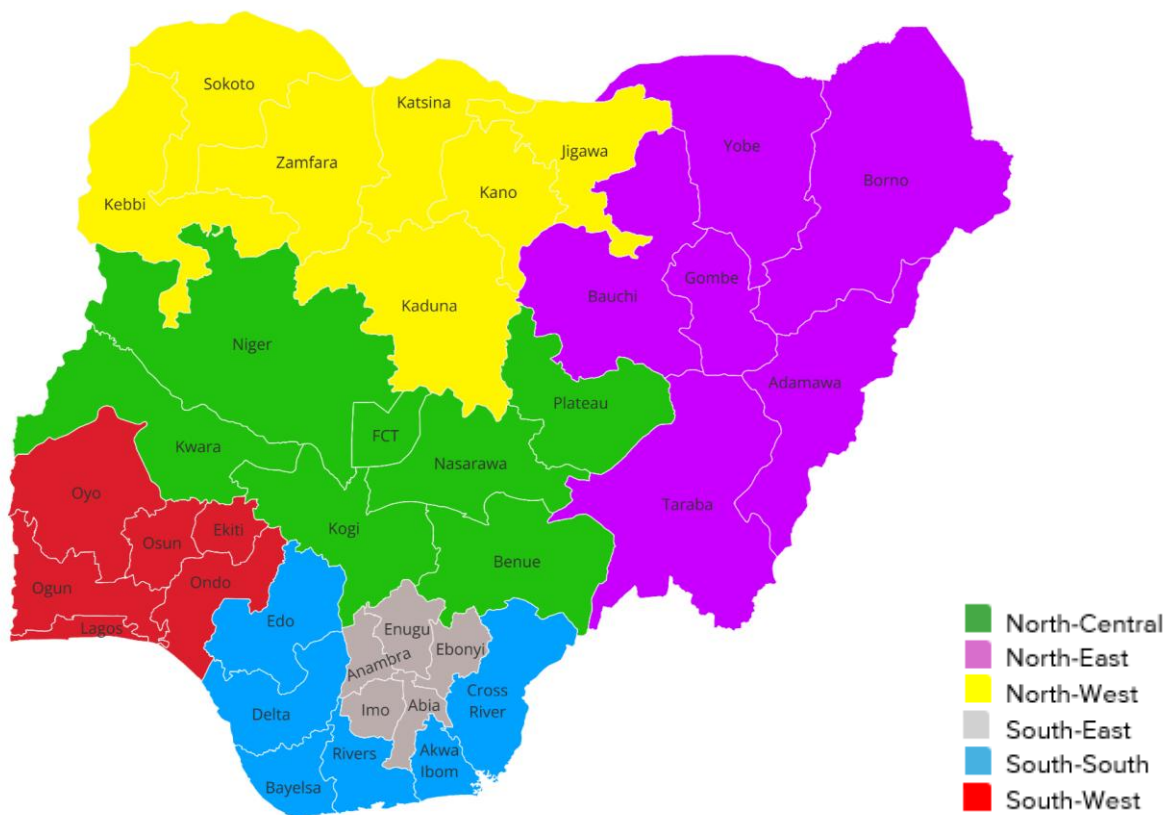 Sokoto
Katsina
Jigawa
Yobe
Zamfara
Borno
Kano
Kebbi
Gombe
Bauchi
Kaduna
Niger
Adamawa
Plateau
FCT
Kwara
Nasarawa
Oyo
Taraba
Kogi
Ekiti
Osun
Benue
Ogun
Ondo
Edo
Lagos
Enugu
Ebonyi
Anambra
Cross
River
Abia
Imo
Delta
Rivers
Akwa
Ibom
Bayelsa
North-Central
North-East
North-West
South-East
South-South
South-West